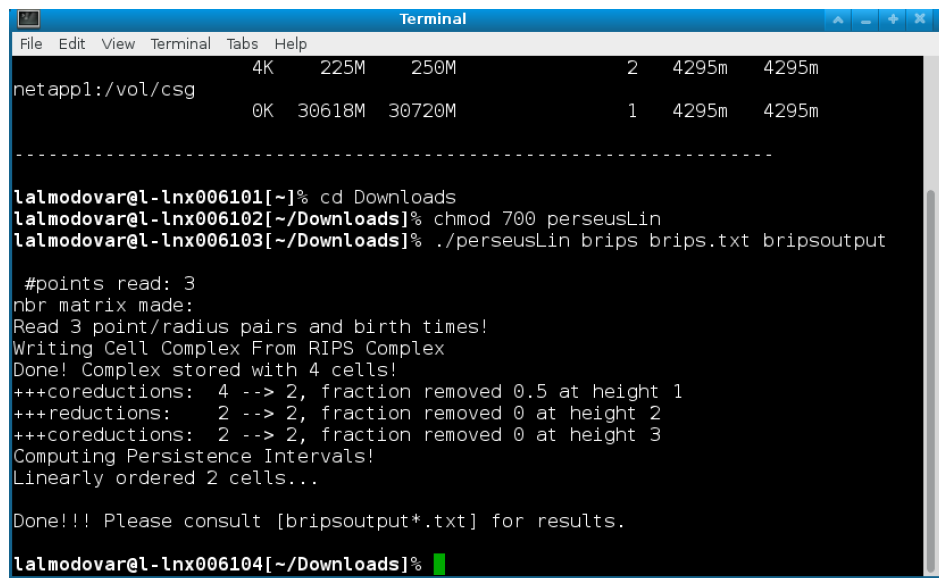 Terminal
File Edit View Terminal Tabs Help
4K 225M 250M 2 4295m 4295m
netapp1:/vol/csg
0K 30618M 30720M 1 4295m 4295m
-------------------------------------------------------------------
lalmodovar@l-lnx006101[~]% cd Downloads
lalmodovar@l-lnx006102[~/Downloads]% chmod 700 perseusLin
lalmodovar@l-lnx006103[~/Downloads]% ./perseusLin brips brips.txt bripsoutput
#points read: 3
nbr matrix made:
Read 3 point/radius pairs and birth times!
Writing Cell Complex From RIPS Complex
Done! Complex stored with 4 cells!
+++coreductions: 4 --> 2, fraction removed 0.5 at height 1
+++reductions: 2 --> 2, fraction removed 0 at height 2
+++coreductions: 2 --> 2, fraction removed 0 at height 3
Computing Persistence Intervals!
Linearly ordered 2 cells...
Done!!! Please consult [bripsoutput*.txt] for results.
lalmodovar@l-lnx006104[~/Downloads]%